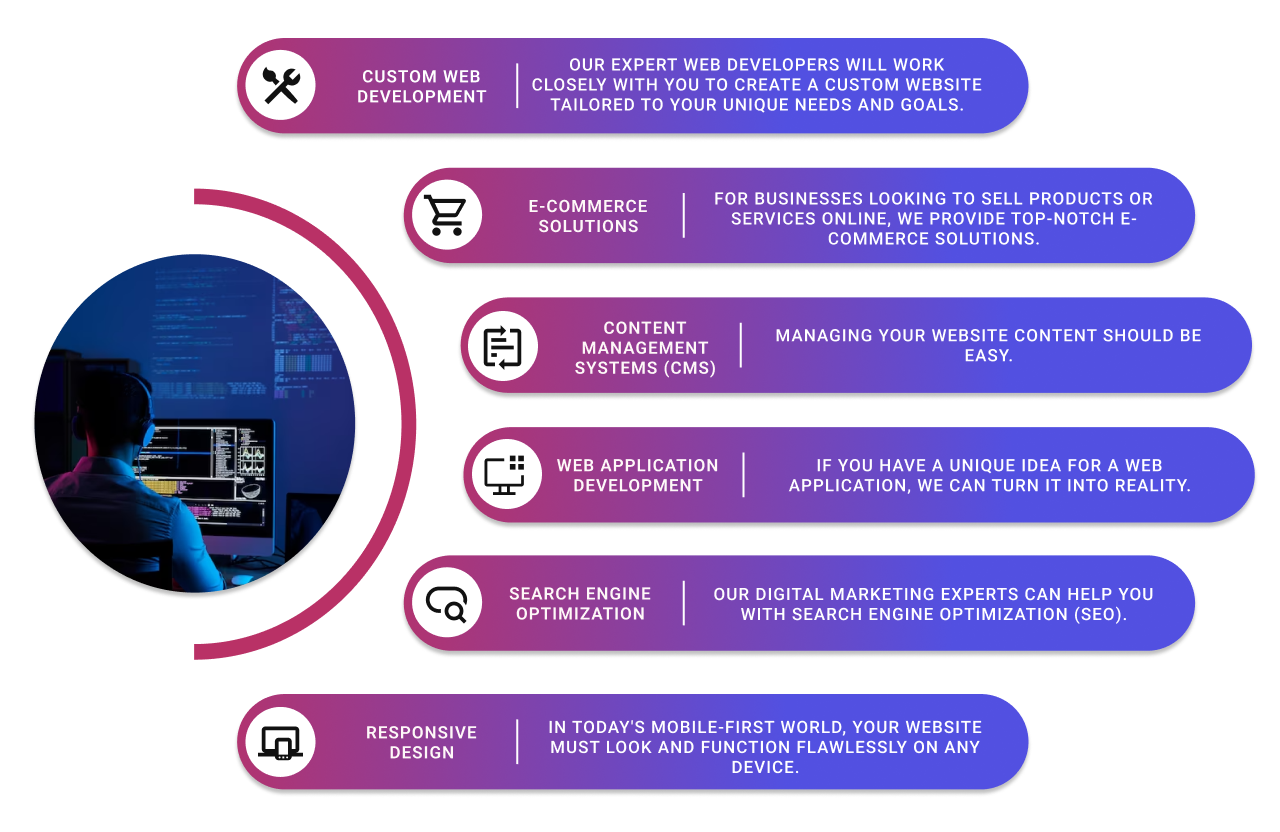 CUSTOM WEB
DEVELOPMENT
OUR EXPERT WEB DEVELOPERS WILL WORK
CLOSELY WITH YOU TO CREATE A CUSTOM WEBSITE
TAILORED TO YOUR UNIQUE NEEDS AND GOALS.
E-COMMERCE
SOLUTIONS
FOR BUSINESSES LOOKING TO SELL PRODUCTS OR
SERVICES ONLINE, WE PROVIDE TOP-NOTCH E-
COMMERCE SOLUTIONS.
CONTENT
MANAGEMENT
SYSTEMS (CMS)
MANAGING YOUR WEBSITE CONTENT SHOULD BE
EASY.
WEB APPLICATION
DEVELOPMENT
IF YOU HAVE A UNIQUE IDEA FOR A WEB
APPLICATION, WE CAN TURN IT INTO REALITY.
SEARCH ENGINE
OPTIMIZATION
OUR DIGITAL MARKETING EXPERTS CAN HELP YOU
WITH SEARCH ENGINE OPTIMIZATION (SEO).
RESPONSIVE
DESIGN
IN TODAY'S MOBILE-FIRST WORLD, YOUR WEBSITE
MUST LOOK AND FUNCTION FLAWLESSLY ON ANY
DEVICE.